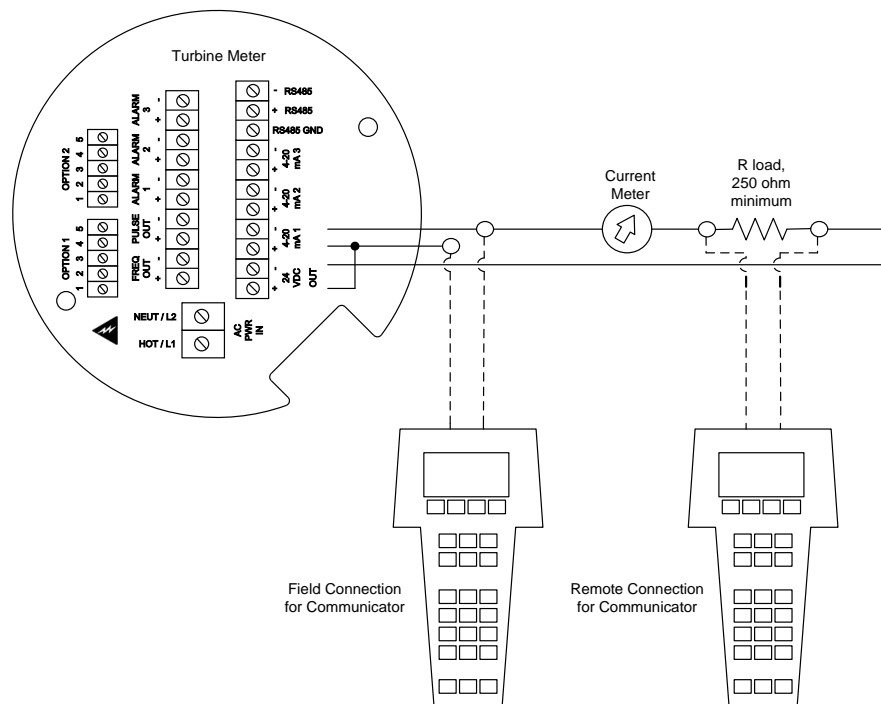 Turbine Meter
- RS485
+ RS485
RS485 GND
-
+
4-20
mA 3
-
+
4-20
mA 2
-
+
4-20
mA 1
-
+
24
VDC
OUT
ALARM
3
-
+
ALARM
2
-
+
ALARM
1
-
+
PULSE
OUT
-
+
FREQ
OUT
-
+
OPTION 2
5
4
3
2
1
OPTION 1
5
4
3
2
1
NEUT / L2
HOT / L1
AC
PWR
IN
Current
Meter
R load,
250 ohm
minimum
Field Connection
for Communicator
Remote Connection
for Communicator